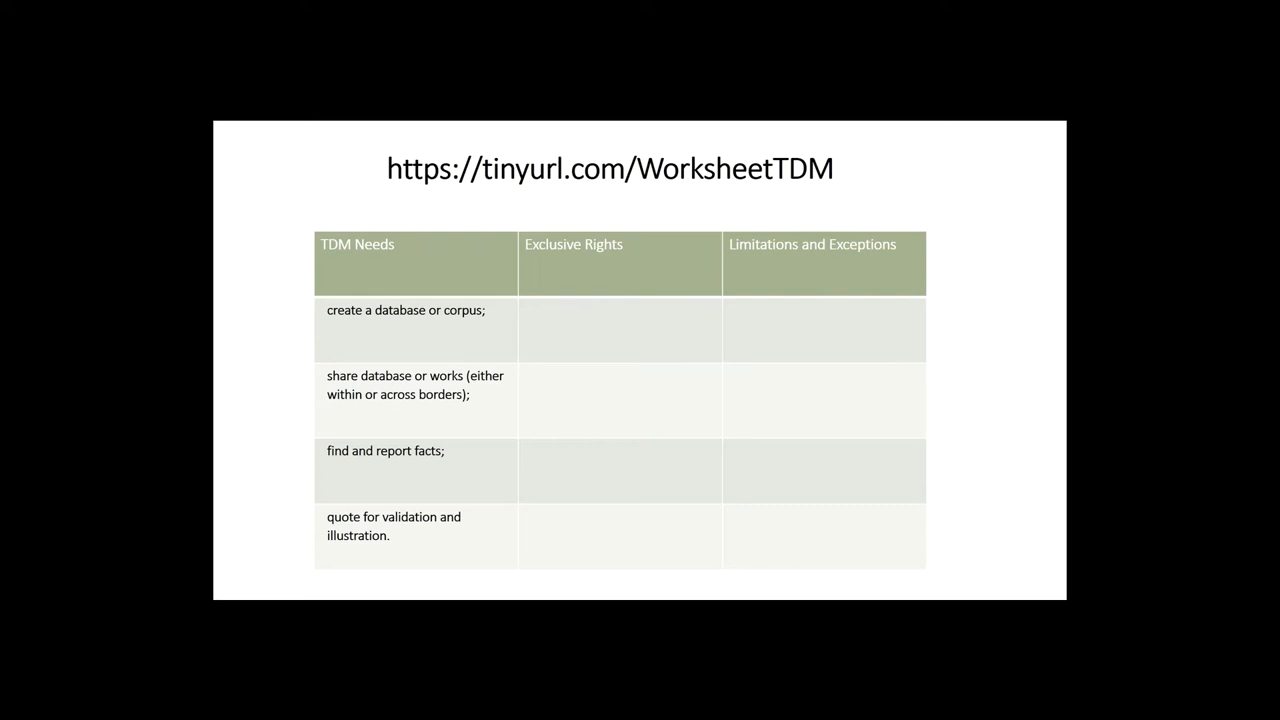 https://tinyurl.com/WorksheetTDM
TDM Needs
Exclusive Rights
Limitations and Exceptions
create a database or corpus;
share database or works (either
within or across borders);
find and report facts;
quote for validation and
illustration.